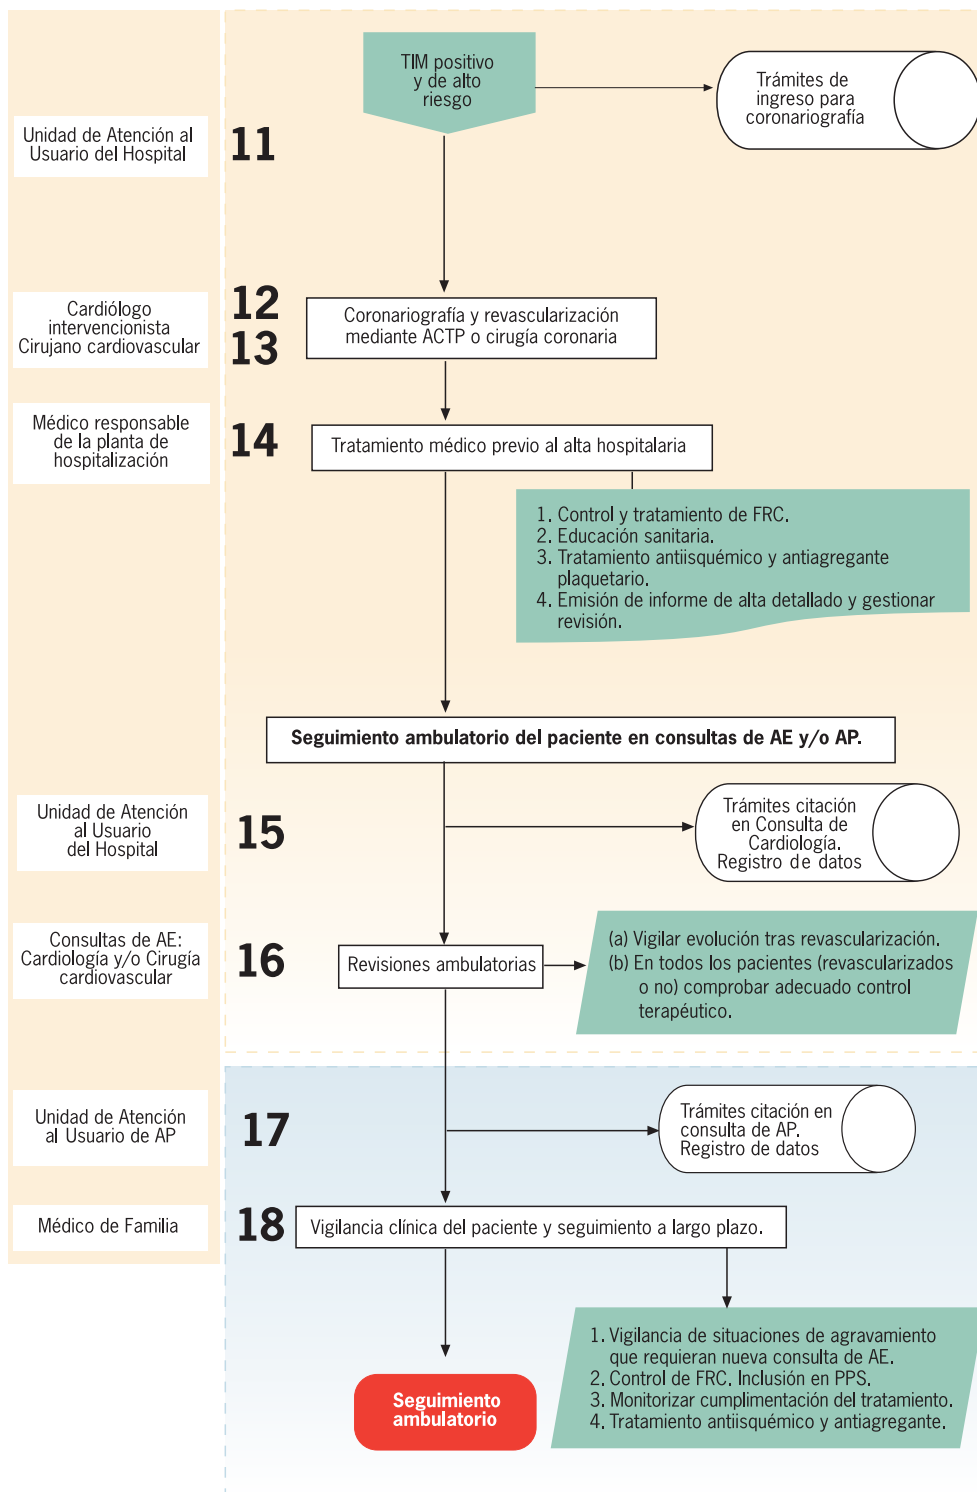 TIM positivo
y de alto
riesgo
Trámites de
ingreso para
coronariografía
Unidad de Atención al
Usuario del Hospital
11
Cardiólogo
intervencionista
Cirujano cardiovascular
12
13
Coronariografía y revascularización
mediante ACTP o cirugía coronaria
Médico responsable
de la planta de
hospitalización
14
Tratamiento médico previo al alta hospitalaria
1. Control y tratamiento de FRC.
2. Educación sanitaria.
3. Tratamiento antiisquémico y antiagregante
plaquetario.
4. Emisión de informe de alta detallado y gestionar
revisión.
Seguimiento ambulatorio del paciente en consultas de AE y/o AP.
Unidad de Atención
al Usuario
del Hospital
15
Trámites citación
en Consulta de
Cardiología.
Registro de datos
Consultas de AE:
Cardiología y/o Cirugía
cardiovascular
16
Revisiones ambulatorias
(a) Vigilar evolución tras revascularización.
(b) En todos los pacientes (revascularizados
o no) comprobar adecuado control
terapéutico.
Unidad de Atención
al Usuario de AP
17
Trámites citación en
consulta de AP.
Registro de datos
Médico de Familia
18
Vigilancia clínica del paciente y seguimiento a largo plazo.
1. Vigilancia de situaciones de agravamiento
que requieran nueva consulta de AE.
2. Control de FRC. Inclusión en PPS.
3. Monitorizar cumplimentación del tratamiento.
4. Tratamiento antiisquémico y antiagregante.
Seguimiento
ambulatorio